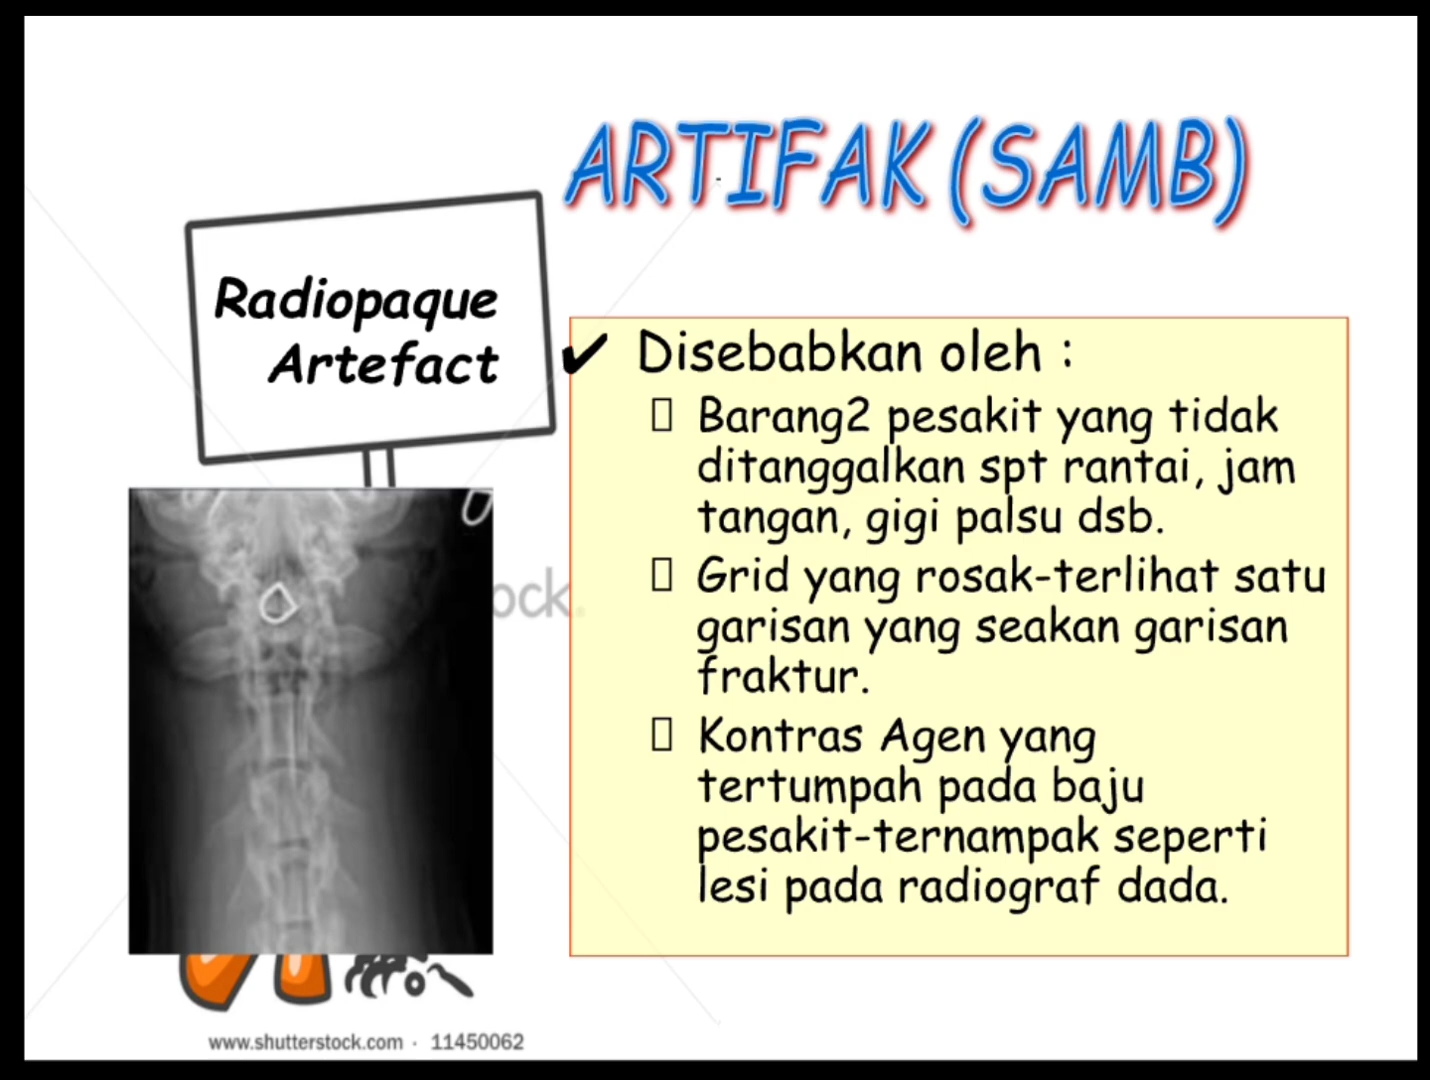 ARTIFAK (SAMB)
Radiopaque
Artefact
✔ Disebabkan oleh :
Barang2 pesakit yang tidak
ditanggalkan spt rantai, jam
tangan, gigi palsu dsb.
Grid yang rosak-terlihat satu
garisan yang seakan garisan
fraktur.
Kontras Agen yang
tertumpah pada baju
pesakit-ternampak seperti
lesi pada radiograf dada.
ock.
www.shutterstock.com · 11450062